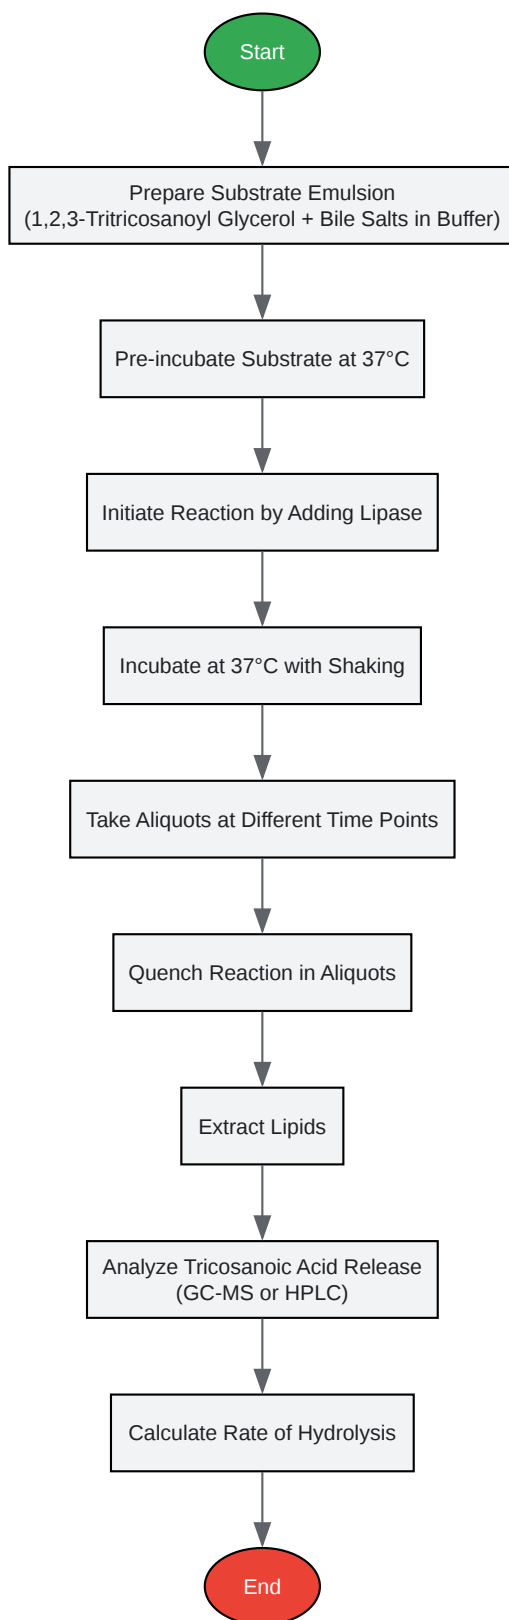 Start
Prepare Substrate Emulsion
(1,2,3-Tritricosanoyl Glycerol + Bile Salts in Buffer)
Pre-incubate Substrate at 37°C
Initiate Reaction by Adding Lipase
Incubate at 37°C with Shaking
Take Aliquots at Different Time Points
Quench Reaction in Aliquots
Extract Lipids
Analyze Tricosanoic Acid Release
(GC-MS or HPLC)
Calculate Rate of Hydrolysis
End